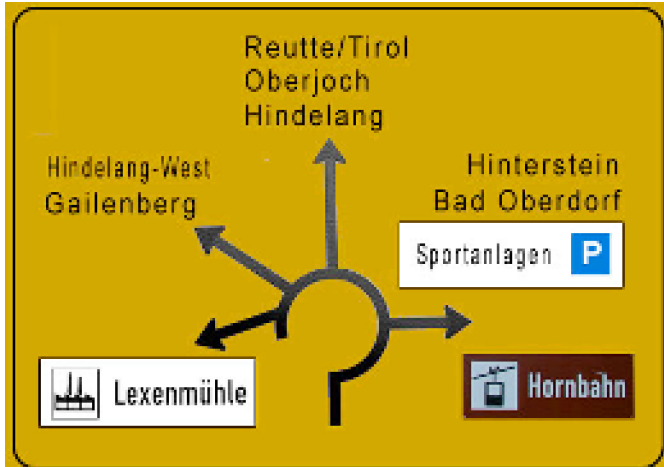 Reutte/Tirol
Oberjoch
Hindelang
Hindelang-West
Gailenberg
Hinterstein
Bad Oberdorf
Sportanlagen P
Lexenmühle
Hornbahn